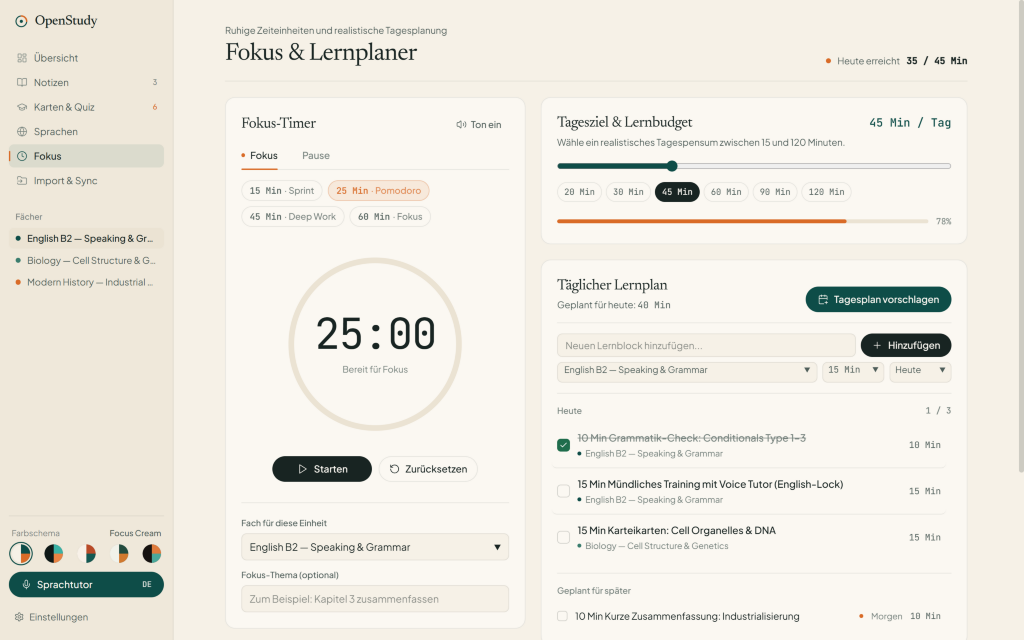 OpenStudy
Übersicht
Notizen 3
Karten & Quiz 6
Sprachen
Fokus
Import & Sync
Fächer
English B2 — Speaking & Gr...
Biology — Cell Structure & G...
Modern History — Industrial ...
Farbschema Focus Cream
Sprachtutor DE
Einstellungen
Ruhige Zeiteinheiten und realistische Tagesplanung
Fokus & Lernplaner
Heute erreicht 35 / 45 Min
Fokus-Timer
Ton ein
Fokus Pause
15 Min · Sprint 25 Min · Pomodoro
45 Min · Deep Work 60 Min · Fokus
25:00
Bereit für Fokus
Starten Zurücksetzen
Fach für diese Einheit
English B2 — Speaking & Grammar
Fokus-Thema (optional)
Zum Beispiel: Kapitel 3 zusammenfassen
Tagesziel & Lernbudget 45 Min / Tag
Wähle ein realistisches Tagespensum zwischen 15 und 120 Minuten.
20 Min 30 Min 45 Min 60 Min 90 Min 120 Min
78%
Täglicher Lernplan
Geplant für heute: 40 Min
Tagesplan vorschlagen
Neuen Lernblock hinzufügen...
Hinzufügen
English B2 — Speaking & Grammar 15 Min Heute
Heute 1 / 3
10 Min Grammatik-Check: Conditionals Type 1–3 10 Min
English B2 — Speaking & Grammar
15 Min Mündliches Training mit Voice Tutor (English-Lock) 15 Min
English B2 — Speaking & Grammar
15 Min Karteikarten: Cell Organelles & DNA 15 Min
Biology — Cell Structure & Genetics
Geplant für später
10 Min Kurze Zusammenfassung: Industrialisierung Morgen 10 Min